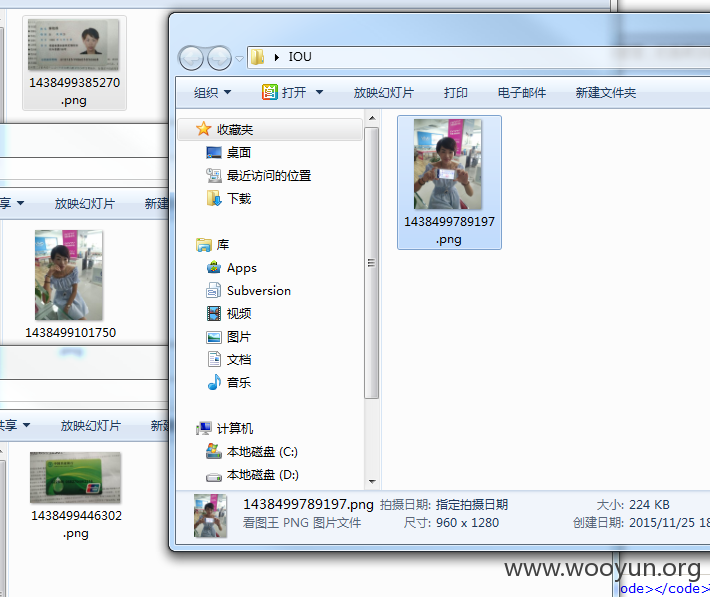 1438499385270
.png
享
放映幻灯片
新建
1438499101750
共享
放映幻灯片
1438499446302
.png
IOU
组织
打开
放映幻灯片
打印
电子邮件
新建文件夹
收藏夹
桌面
最近访问的位置
下载
库
Apps
Subversion
视频
图片
文档
音乐
计算机
本地磁盘 (C:)
本地磁盘 (D:)
1438499789197
.png
1438499789197.png 拍摄日期: 指定拍摄日期 大小: 224 KB
看图王 PNG 图片文件 尺寸: 960 x 1280 创建日期: 2015/11/25 18
www.wooyun.org
ode></code>